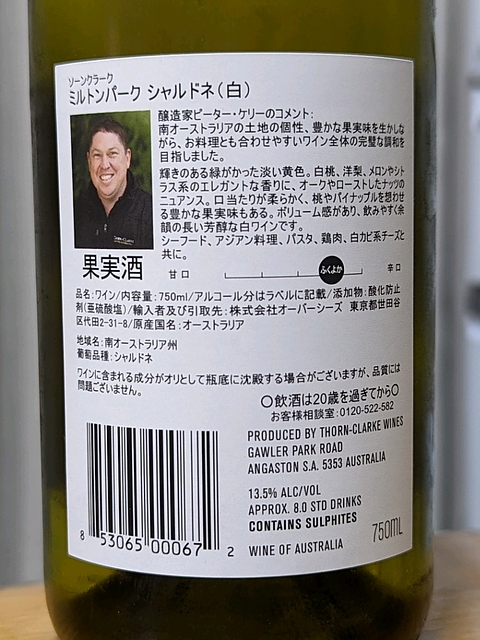 ソーンクラーク
ミルトンパーク シャルドネ(白)
醸造家ピーター・ケリーのコメント:
南オーストラリアの土地の個性、豊かな果実味を生かしな
がら、お料理とも合わせやすいワイン全体の完璧な調和を
目指しました。
輝きのある緑がかった淡い黄色。白桃、洋梨、メロンやシト
ラス系のエレガントな香りに、オークやローストしたナッツの
ニュアンス。口当たりが柔らかく、桃やパイナップルを想わせ
る豊かな果実味もある。ボリューム感があり、飲みやすく余
韻の長い芳醇な白ワインです。
シーフード、アジアン料理、パスタ、鶏肉、白カビ系チーズと
共に。
果実酒
甘口 ふくよか 辛口
品名:ワイン/内容量:750ml/アルコール分はラベルに記載/添加物:酸化防止
剤(亜硫酸塩)/輸入者及び引取先:株式会社オーバーシーズ 東京都世田谷
区代田2-31-8/原産国名:オーストラリア
地域名:南オーストラリア州
葡萄品種:シャルドネ
ワインに含まれる成分がオリとして瓶底に沈殿する場合がございますが、品質には
問題ございません。
〇飲酒は20歳を過ぎてから〇
お客様相談室:0120-522-582
PRODUCED BY THORN-CLARKE WINES
GAWLER PARK ROAD
ANGASTON S.A. 5353 AUSTRALIA
13.5% ALC/VOL
APPROX. 8.0 STD DRINKS
CONTAINS SULPHITES
WINE OF AUSTRALIA
750ML
8 53065 00067 2